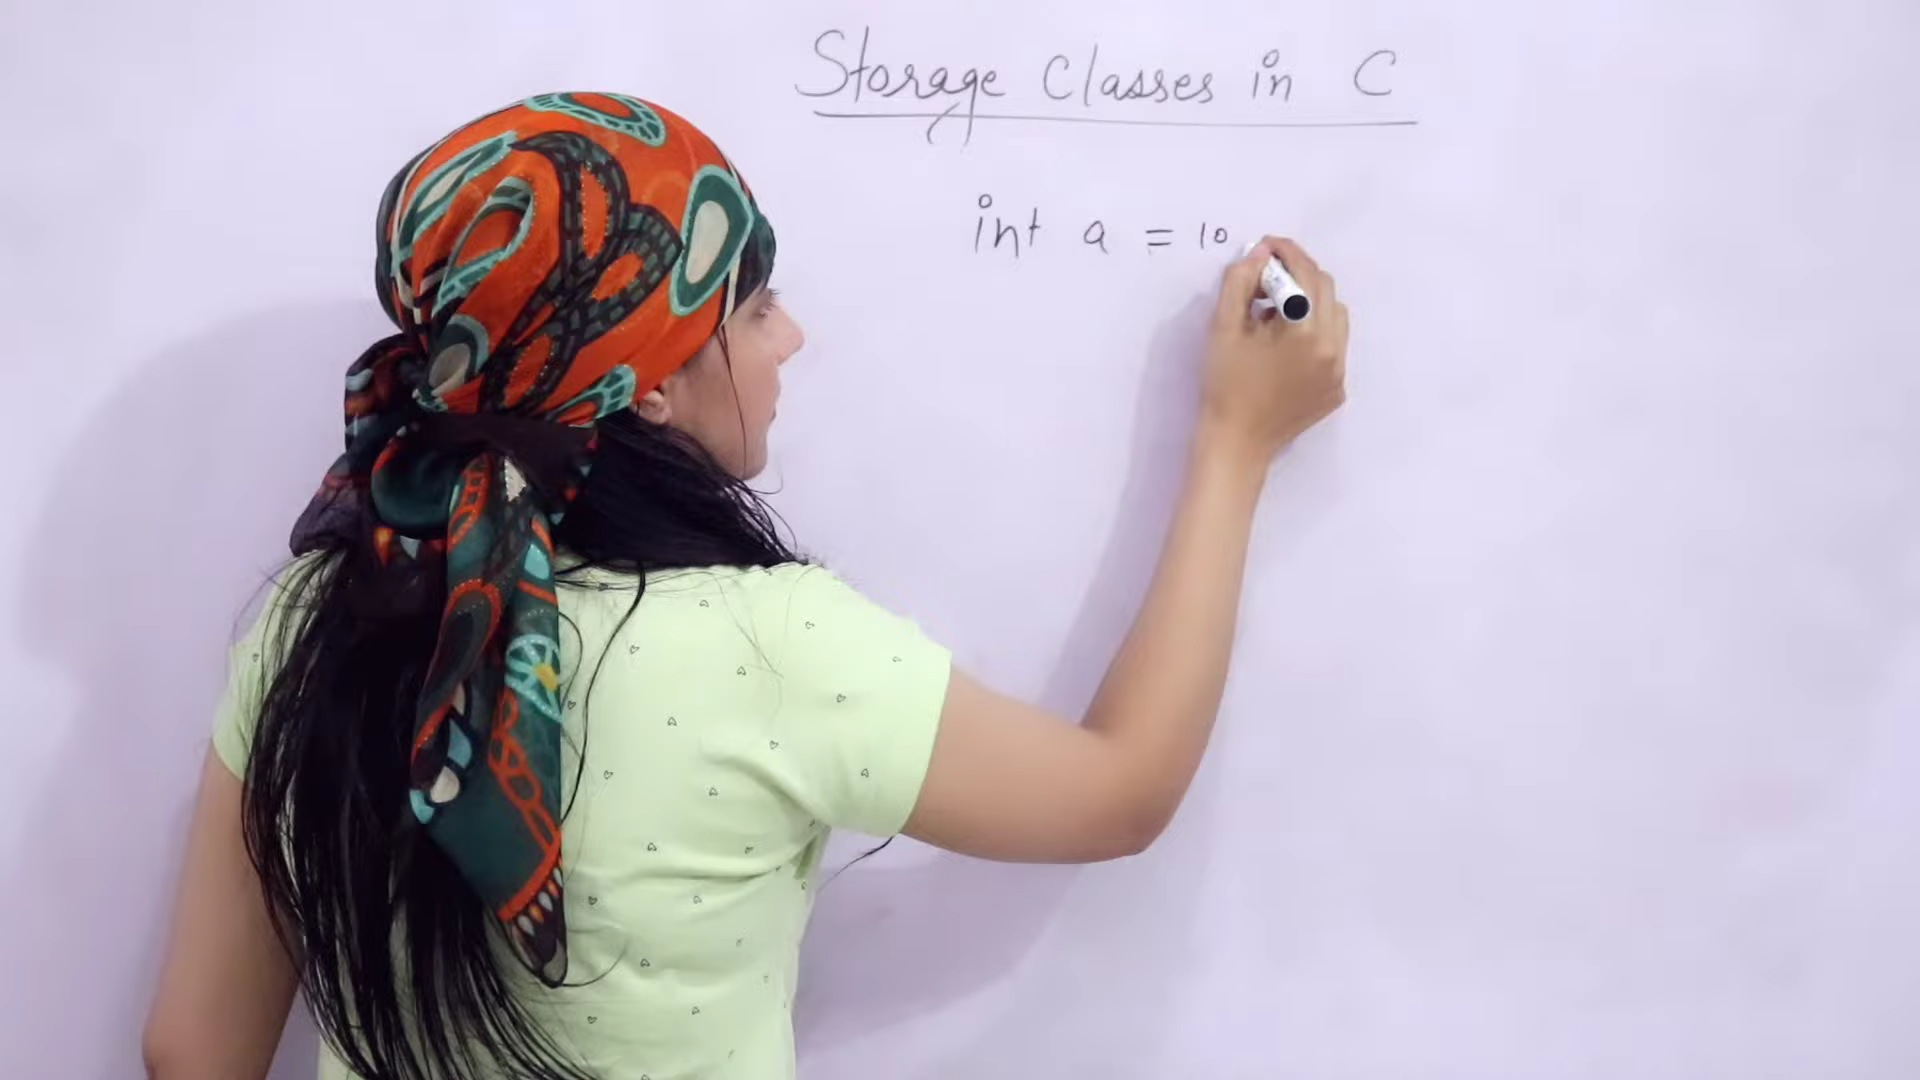 Storage Classes in C
int a = 10